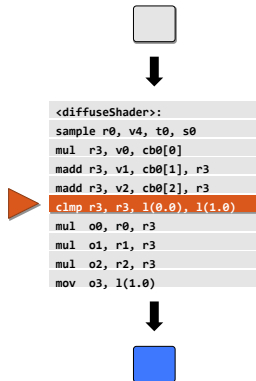 <diffuseShader>:
sample r0, v4, t0, s0
mul r3, v0, cb0[0]
madd r3, v1, cb0[1], r3
madd r3, v2, cb0[2], r3
clmp r3, r3, l(0.0), l(1.0)
mul o0, r0, r3
mul o1, r1, r3
mul o2, r2, r3
mov o3, l(1.0)